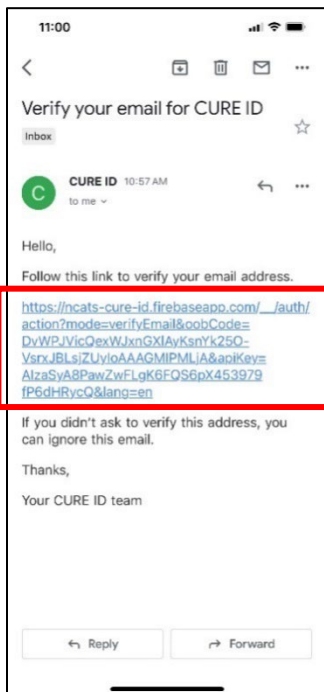 11:00
Verify your email for CURE ID
Inbox
C
CURE ID 10:57 AM
to me
Hello,
Follow this link to verify your email address.
https://ncats-cure-id.firebaseapp.com/__/auth/
action?mode=verifyEmail&oobCode=
DvWPJVicQexWJxnGXIAyKsnYk25O-
VsrxJBLsjZUyloAAAGMIPMLjA&apiKey=
AIzaSyA8PawZwFLgK6FQS6pX453979
fP6dHRycQ&lang=en
If you didn't ask to verify this address, you
can ignore this email.
Thanks,
Your CURE ID team
Reply
Forward